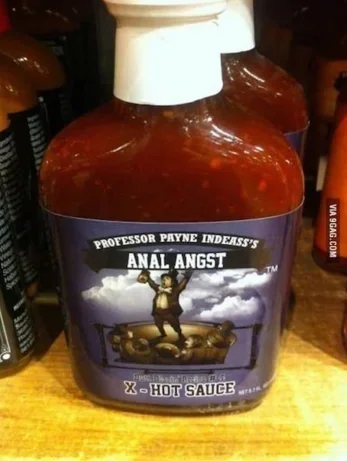 PROFESSOR PAYNE INDEASS'S
ANAL ANGST
TM
X-HOT SAUCE
VIA 9GAG.COM